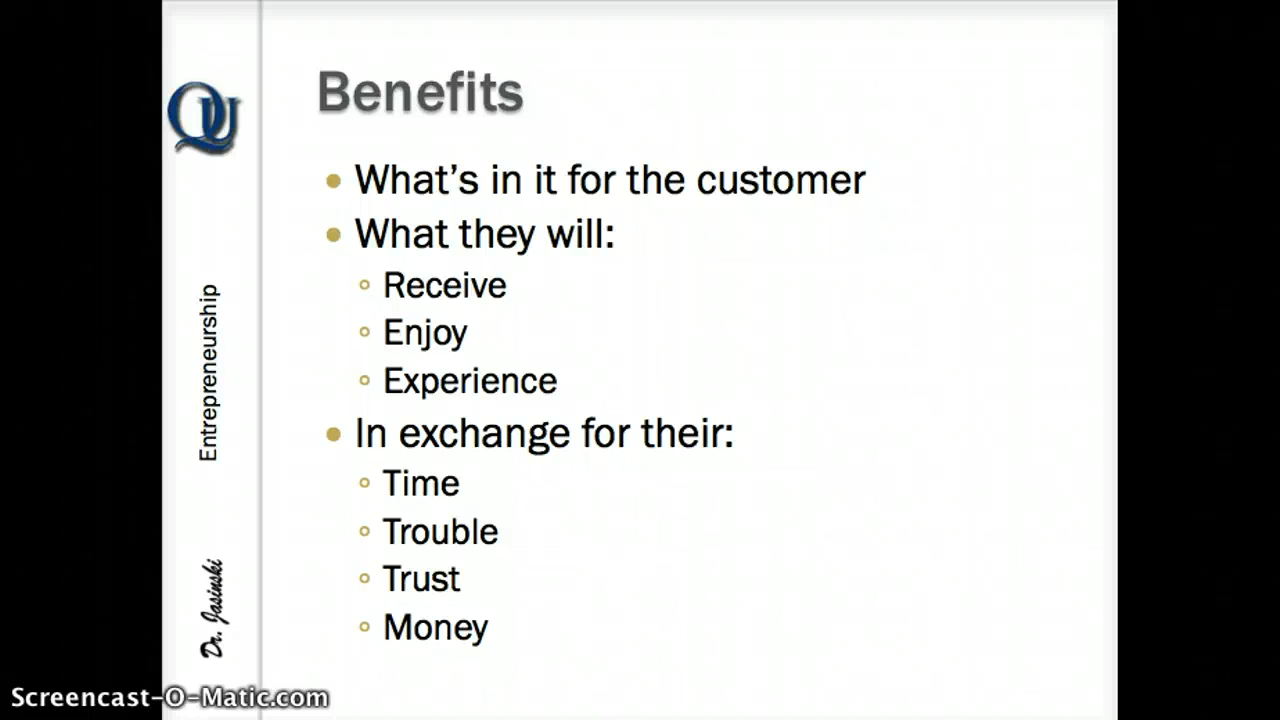 Benefits
What's in it for the customer
What they will:
Receive
Enjoy
Experience
In exchange for their:
Time
Trouble
Trust
Money
QU
Entrepreneurship
Dr. Jasinski
Screencast-O-Matic.com